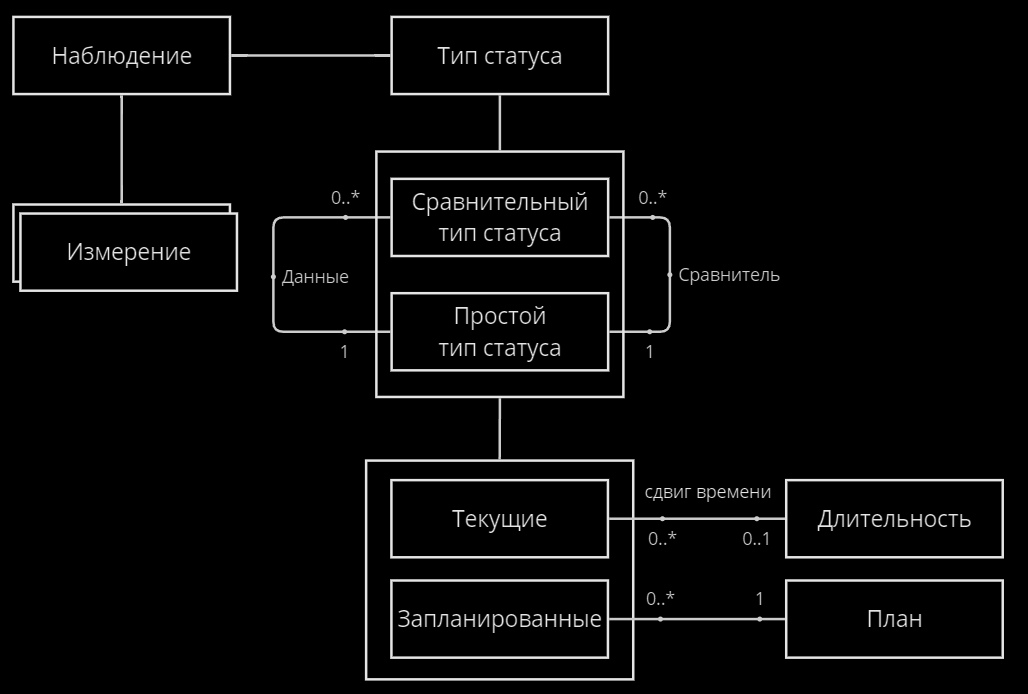 Наблюдение
Тип статуса
0..*
Сравнительный
тип статуса
0..*
Измерение
Данные
Сравнитель
Простой
тип статуса
1
1
сдвиг времени
Текущие
Длительность
0..*
0..1
0..*
1
Запланированные
План